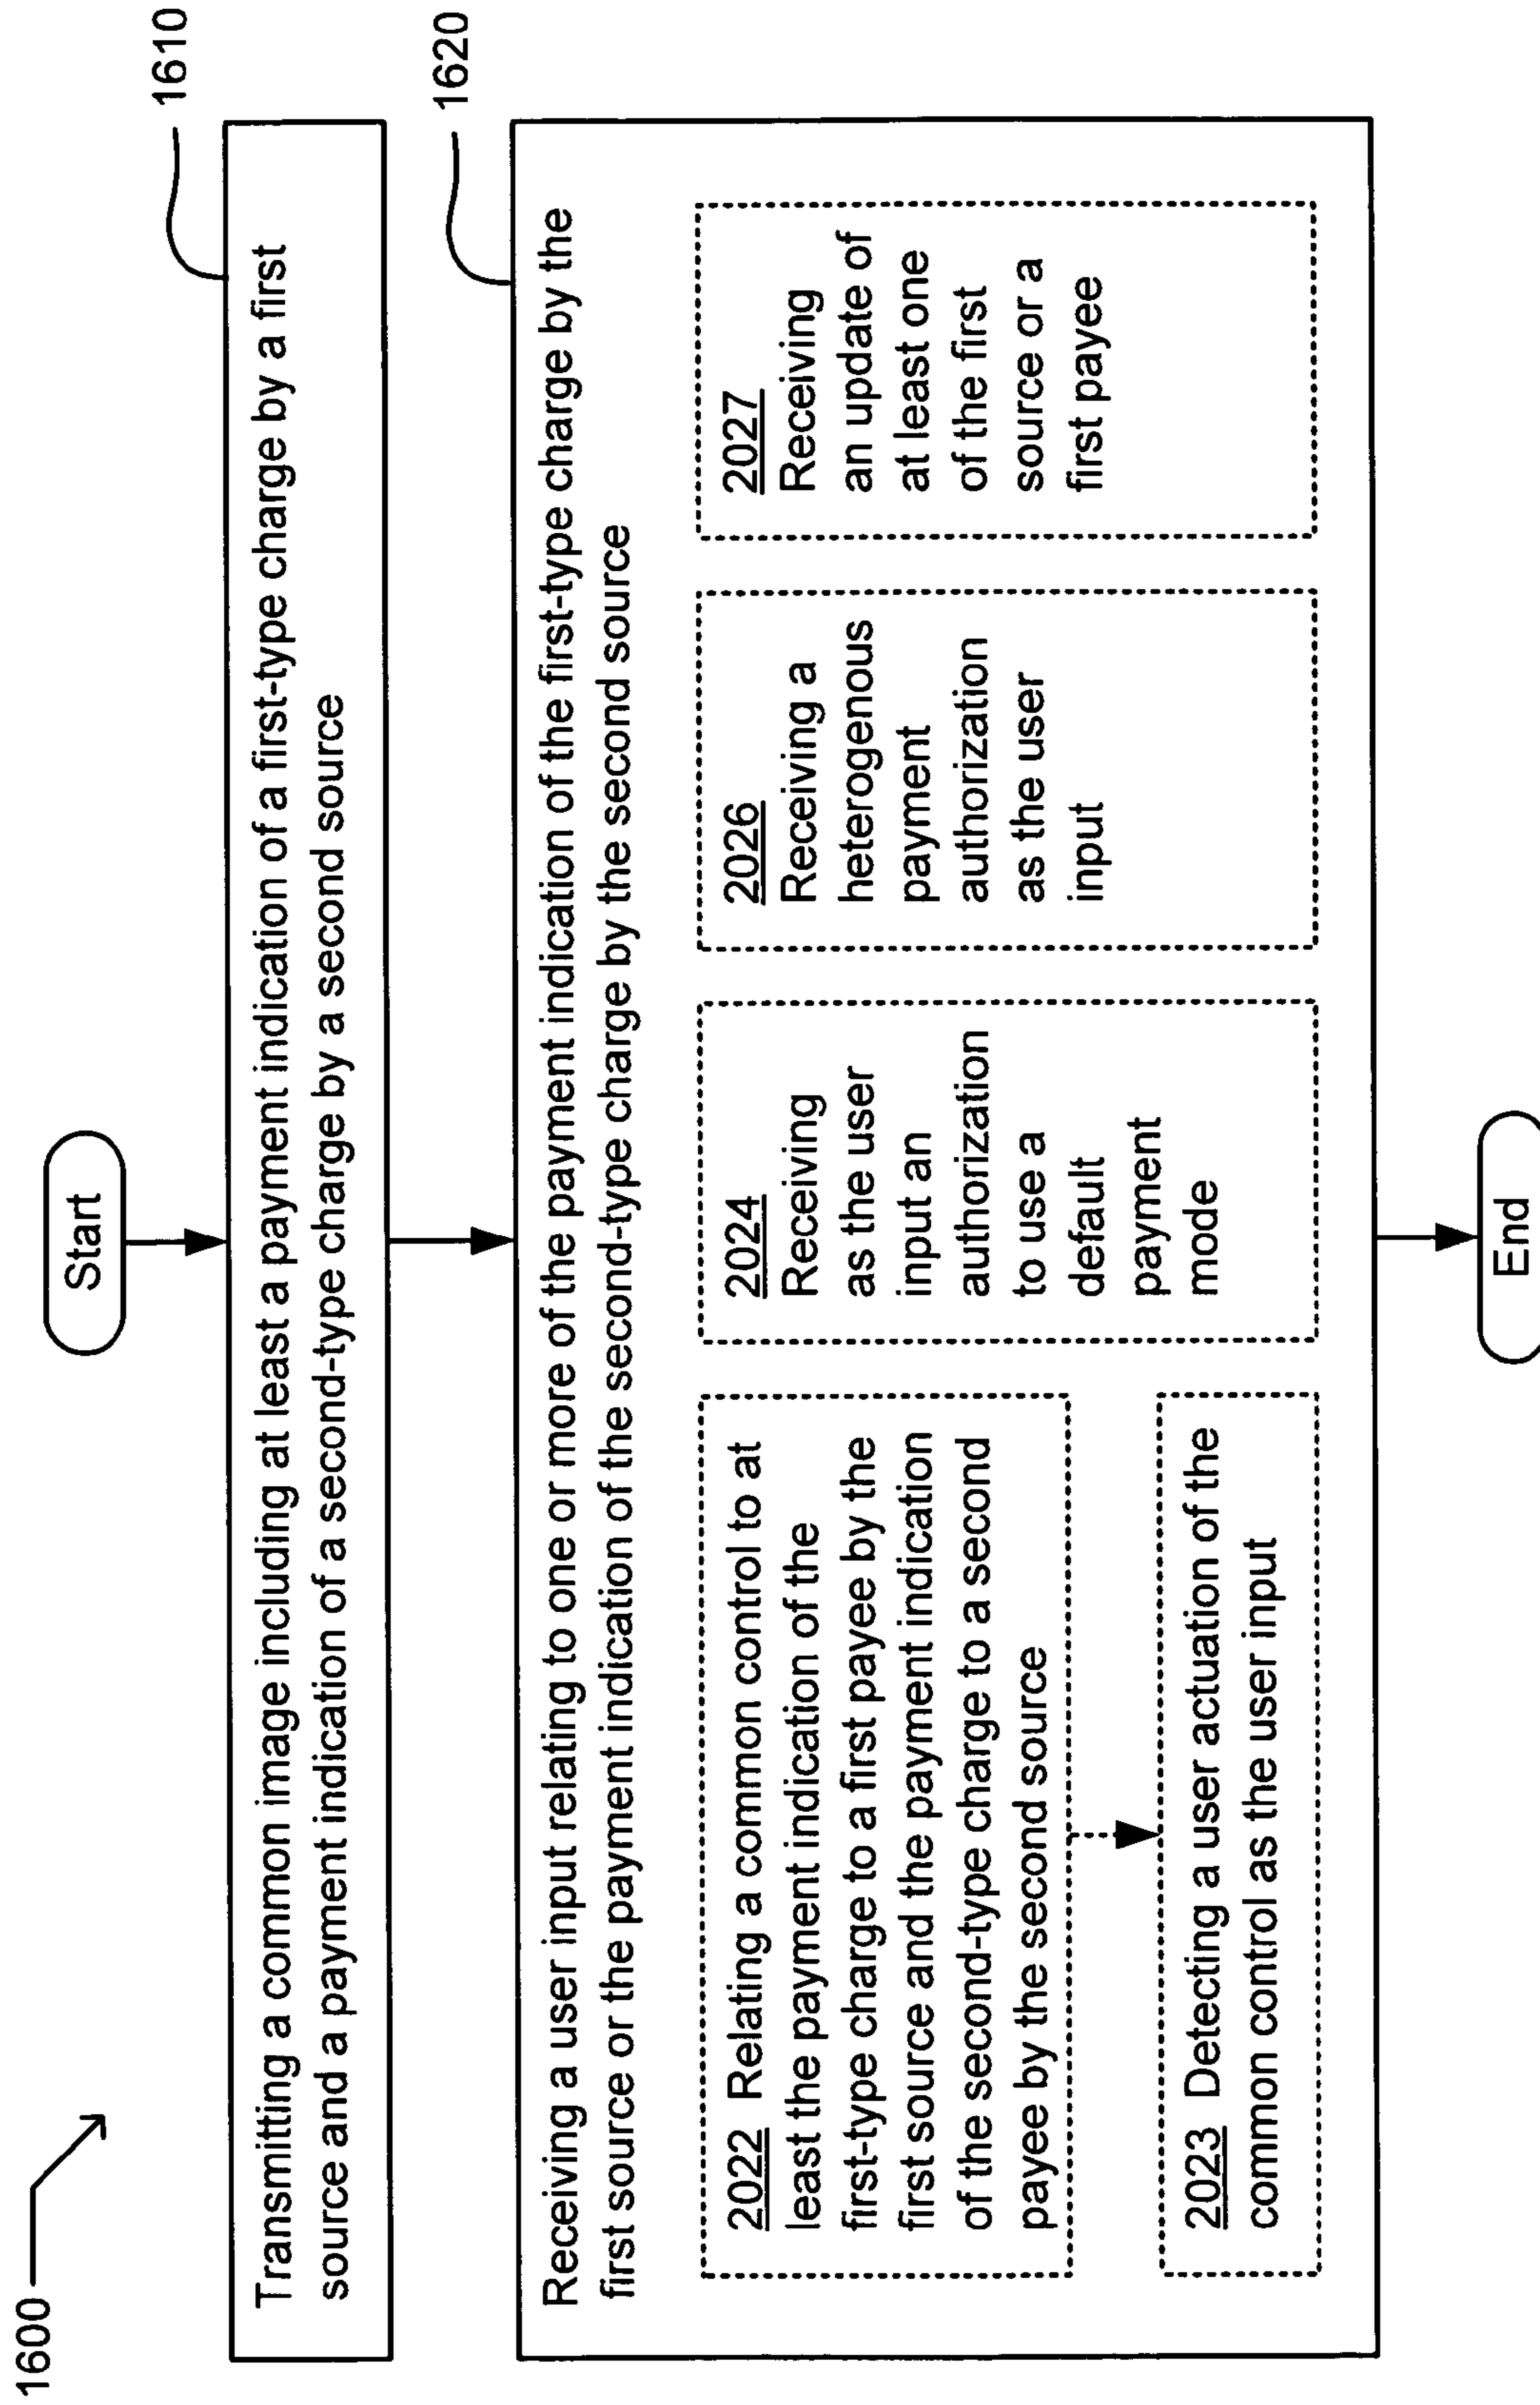 1600
Start
1610
Transmitting a common image including at least a payment indication of a first-type charge by a first
source and a payment indication of a second-type charge by a second source
1620
Receiving a user input relating to one or more of the payment indication of the first-type charge by the
first source or the payment indication of the second-type charge by the second source
2022 Relating a common control to at
least the payment indication of the
first-type charge to a first payee by the
first source and the payment indication
of the second-type charge to a second
payee by the second source
2023 Detecting a user actuation of the
common control as the user input
2024
Receiving
as the user
input an
authorization
to use a
default
payment
mode
2026
Receiving a
heterogenous
payment
authorization
as the user
input
2027
Receiving
an update of
at least one
of the first
source or a
first payee
End